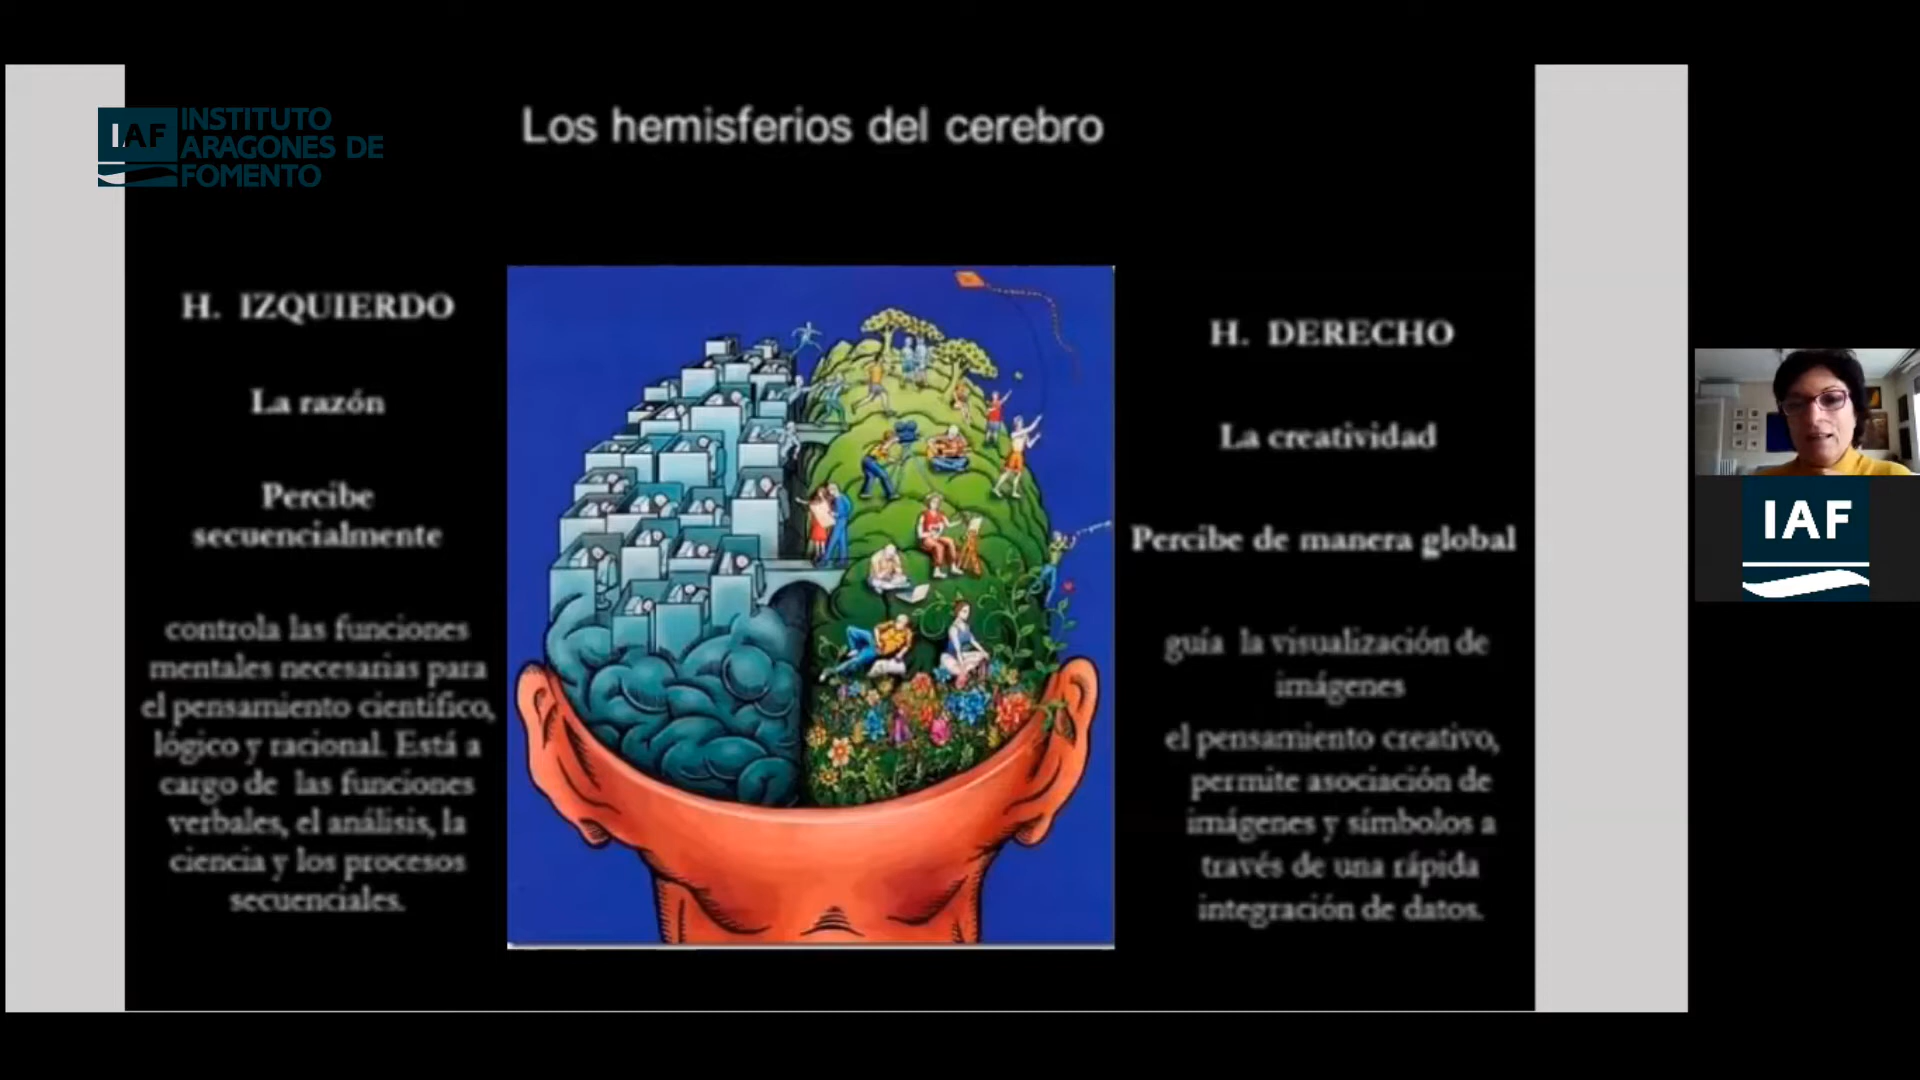 IAF
INSTITUTO
ARAGONES DE
FOMENTO
Los hemisferios del cerebro
H. IZQUIERDO
La razón
Percibe
secuencialmente
controla las funciones
mentales necesarias para
el pensamiento científico,
lógico y racional. Está a
cargo de las funciones
verbales, el análisis, la
ciencia y los procesos
secuenciales.
H. DERECHO
La creatividad
Percibe de manera global
guía la visualización de
imágenes
el pensamiento creativo,
permite asociación de
imágenes y símbolos a
través de una rápida
integración de datos.
IAF